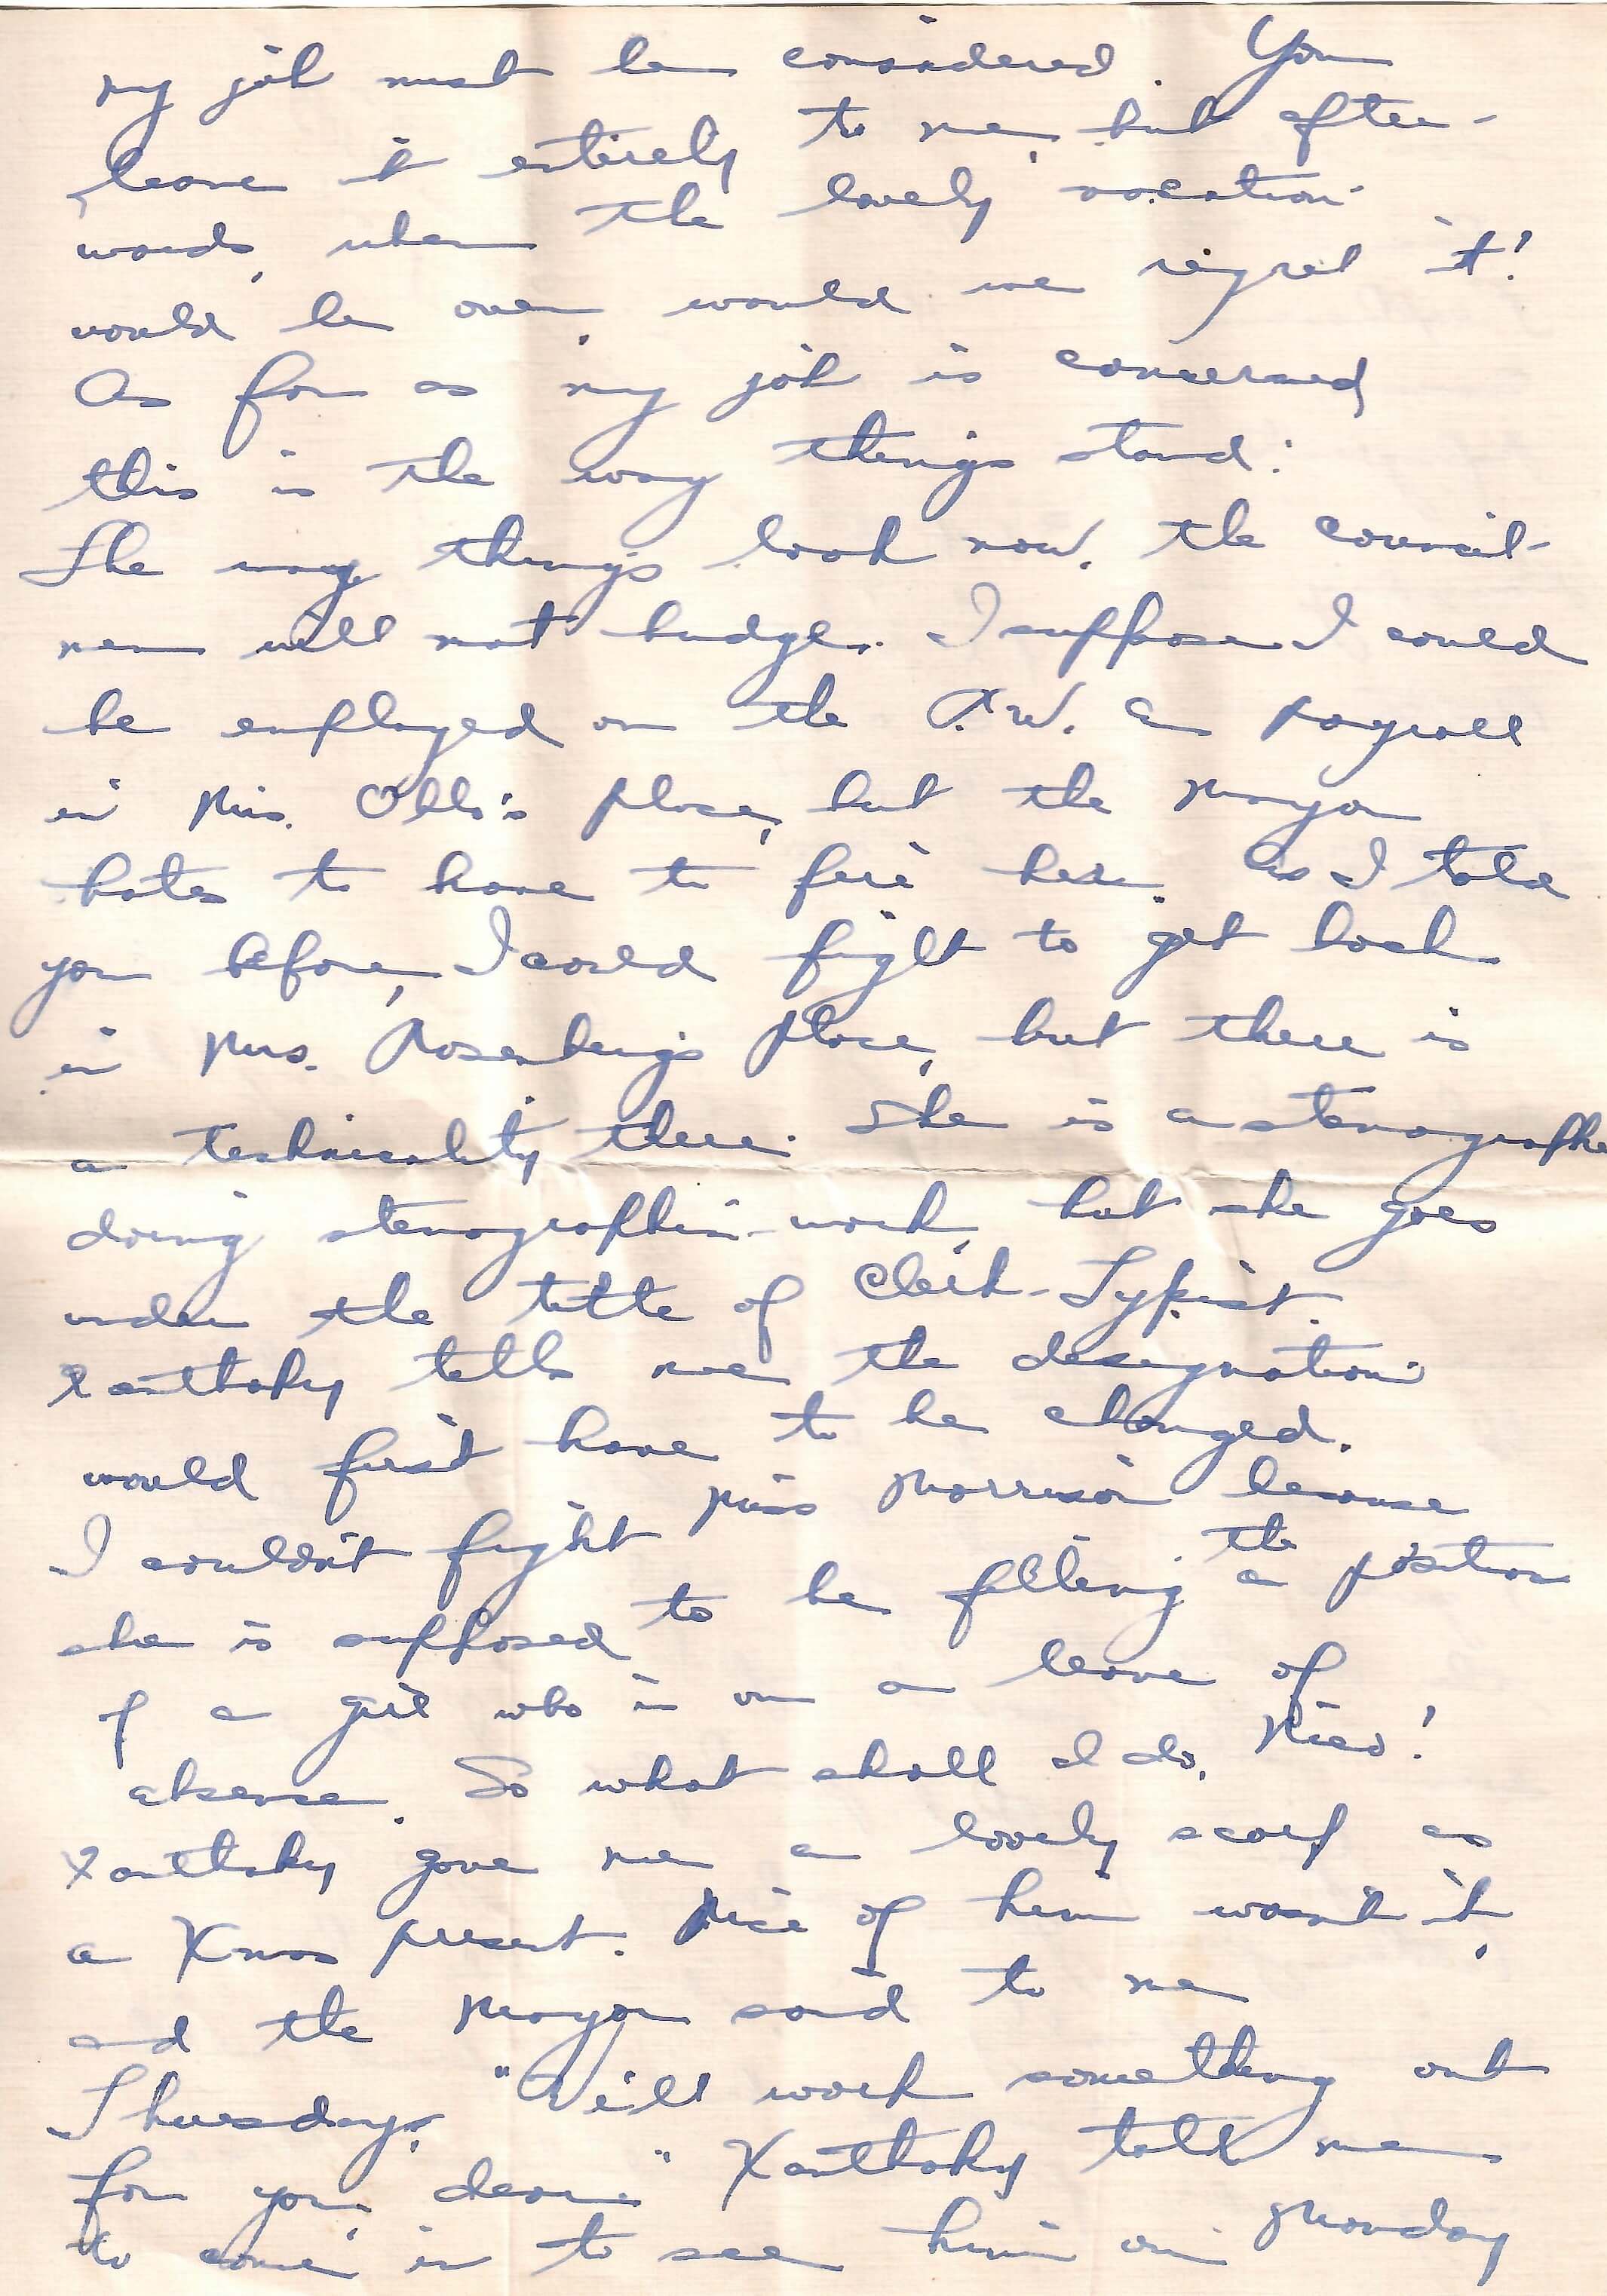 my job must be considered. You
leave it entirely to me, but after-
wards, when the lovely vacation
would be over, would we regret it!
As far as my job is concerned
this is the way things stand:
The way things look now, the council-
men will not budge. I suppose I could
be employed on the P.W.A payroll
in Mrs. place, but the Mayor
hates to have to fire her. As I told
you before, I could fight to get back
in Mrs. Rosenberg's place, but there is
a technicality there. She is a stenographe
doing stenographic work, but she goes
under the title of Clerk-Typist.
Xanthaky tells me the designation
would first have to be changed.
I couldn't fight Miss Morrison because
she is supposed to be filling the a position
of a girl who is on a leave of
absence. So what shall I do,
Xanthaky gave me a lovely scarf as
a Xmas present. Nice of him wasn't it,
and the Mayor said to me
Thursday, "We'll work something out
for you, dear." Xanthaky told me
to come in to see him on Monday